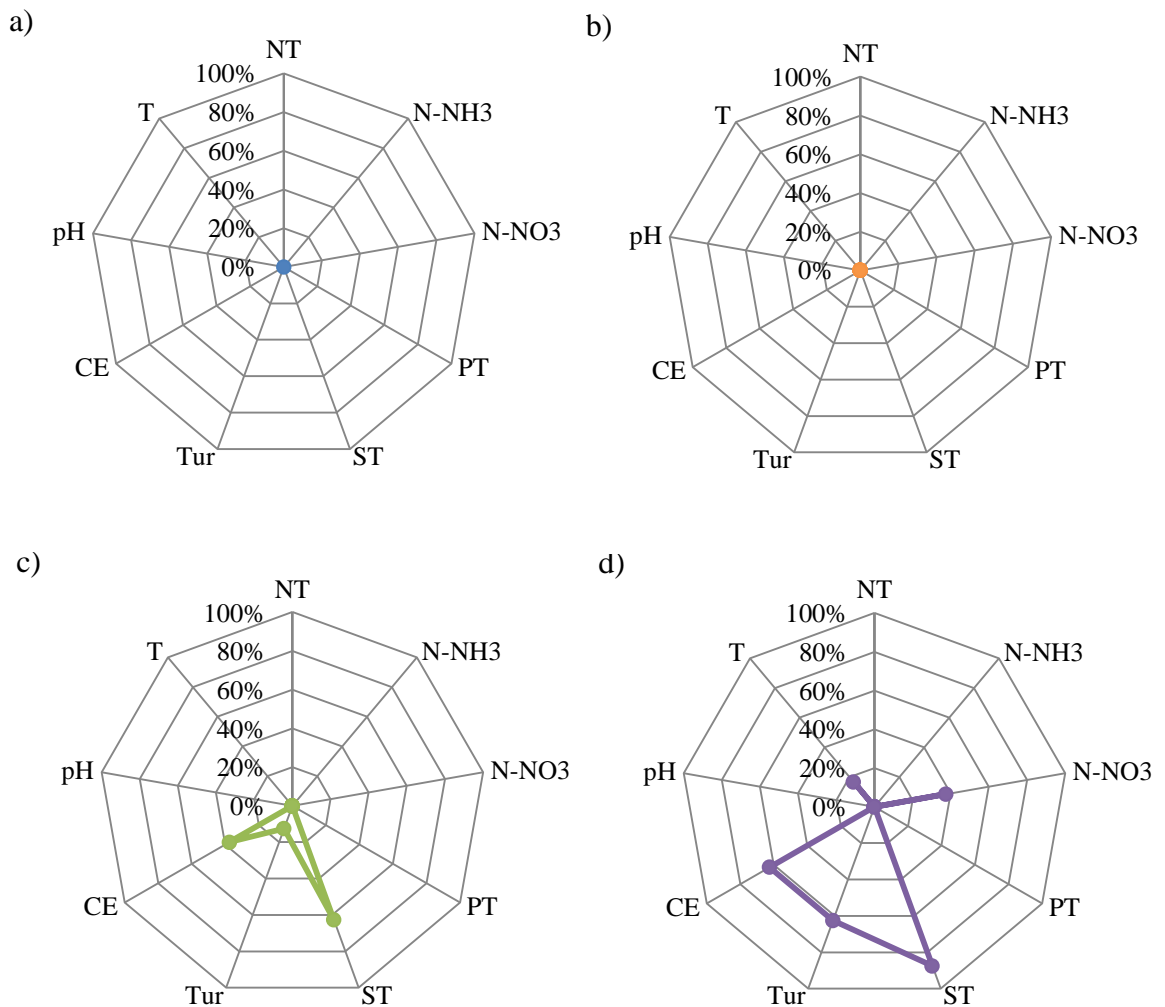 a)
NT
100%
80%
60%
40%
20%
0%
N-NH3
N-NO3
PT
ST
Tur
CE
pH
T
b)
NT
100%
80%
60%
40%
20%
0%
N-NH3
N-NO3
PT
ST
Tur
CE
pH
T
c)
NT
100%
80%
60%
40%
20%
0%
N-NH3
N-NO3
PT
ST
Tur
CE
pH
T
d)
NT
100%
80%
60%
40%
20%
0%
N-NH3
N-NO3
PT
ST
Tur
CE
pH
T